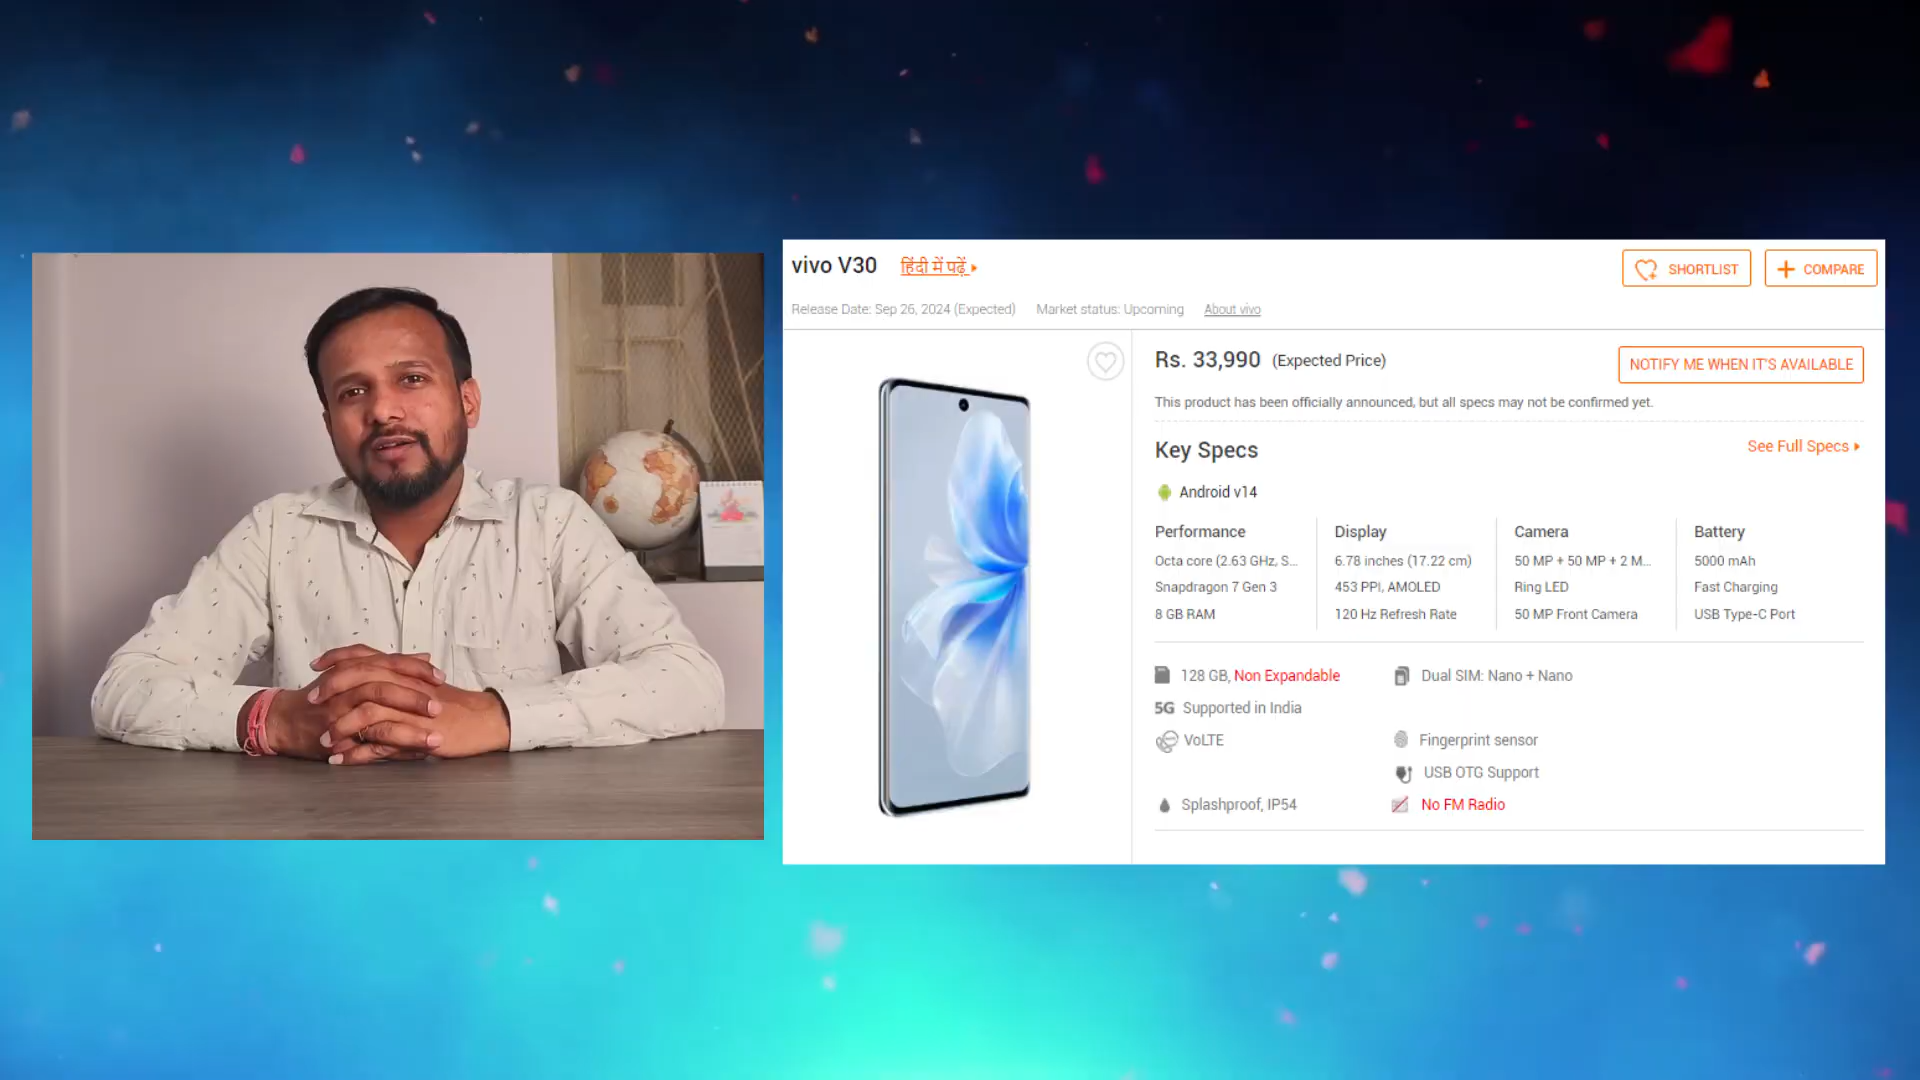 vivo V30 हिंदी में पढ़ें
SHORTLIST
COMPARE
Release Date: Sep 26, 2024 (Expected) Market status: Upcoming About vivo
Rs. 33,990 (Expected Price)
NOTIFY ME WHEN IT'S AVAILABLE
This product has been officially announced, but all specs may not be confirmed yet.
Key Specs
See Full Specs
Android v14
Performance
Octa core (2.63 GHz, S...
Snapdragon 7 Gen 3
8 GB RAM
Display
6.78 inches (17.22 cm)
453 PPI, AMOLED
120 Hz Refresh Rate
Camera
50 MP + 50 MP + 2 M...
Ring LED
50 MP Front Camera
Battery
5000 mAh
Fast Charging
USB Type-C Port
128 GB, Non Expandable
Dual SIM: Nano + Nano
5G Supported in India
VoLTE
Fingerprint sensor
USB OTG Support
Splashproof, IP54
No FM Radio